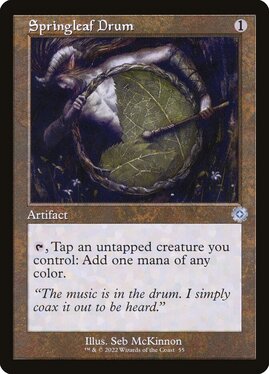 Springleaf Drum 1
Artifact
, Tap an untapped creature you
control: Add one mana of any
color.
“The music is in the drum. I simply
coax it out to be heard.”
Illus. Seb McKinnon
™ & © 2022 Wizards of the Coast 55